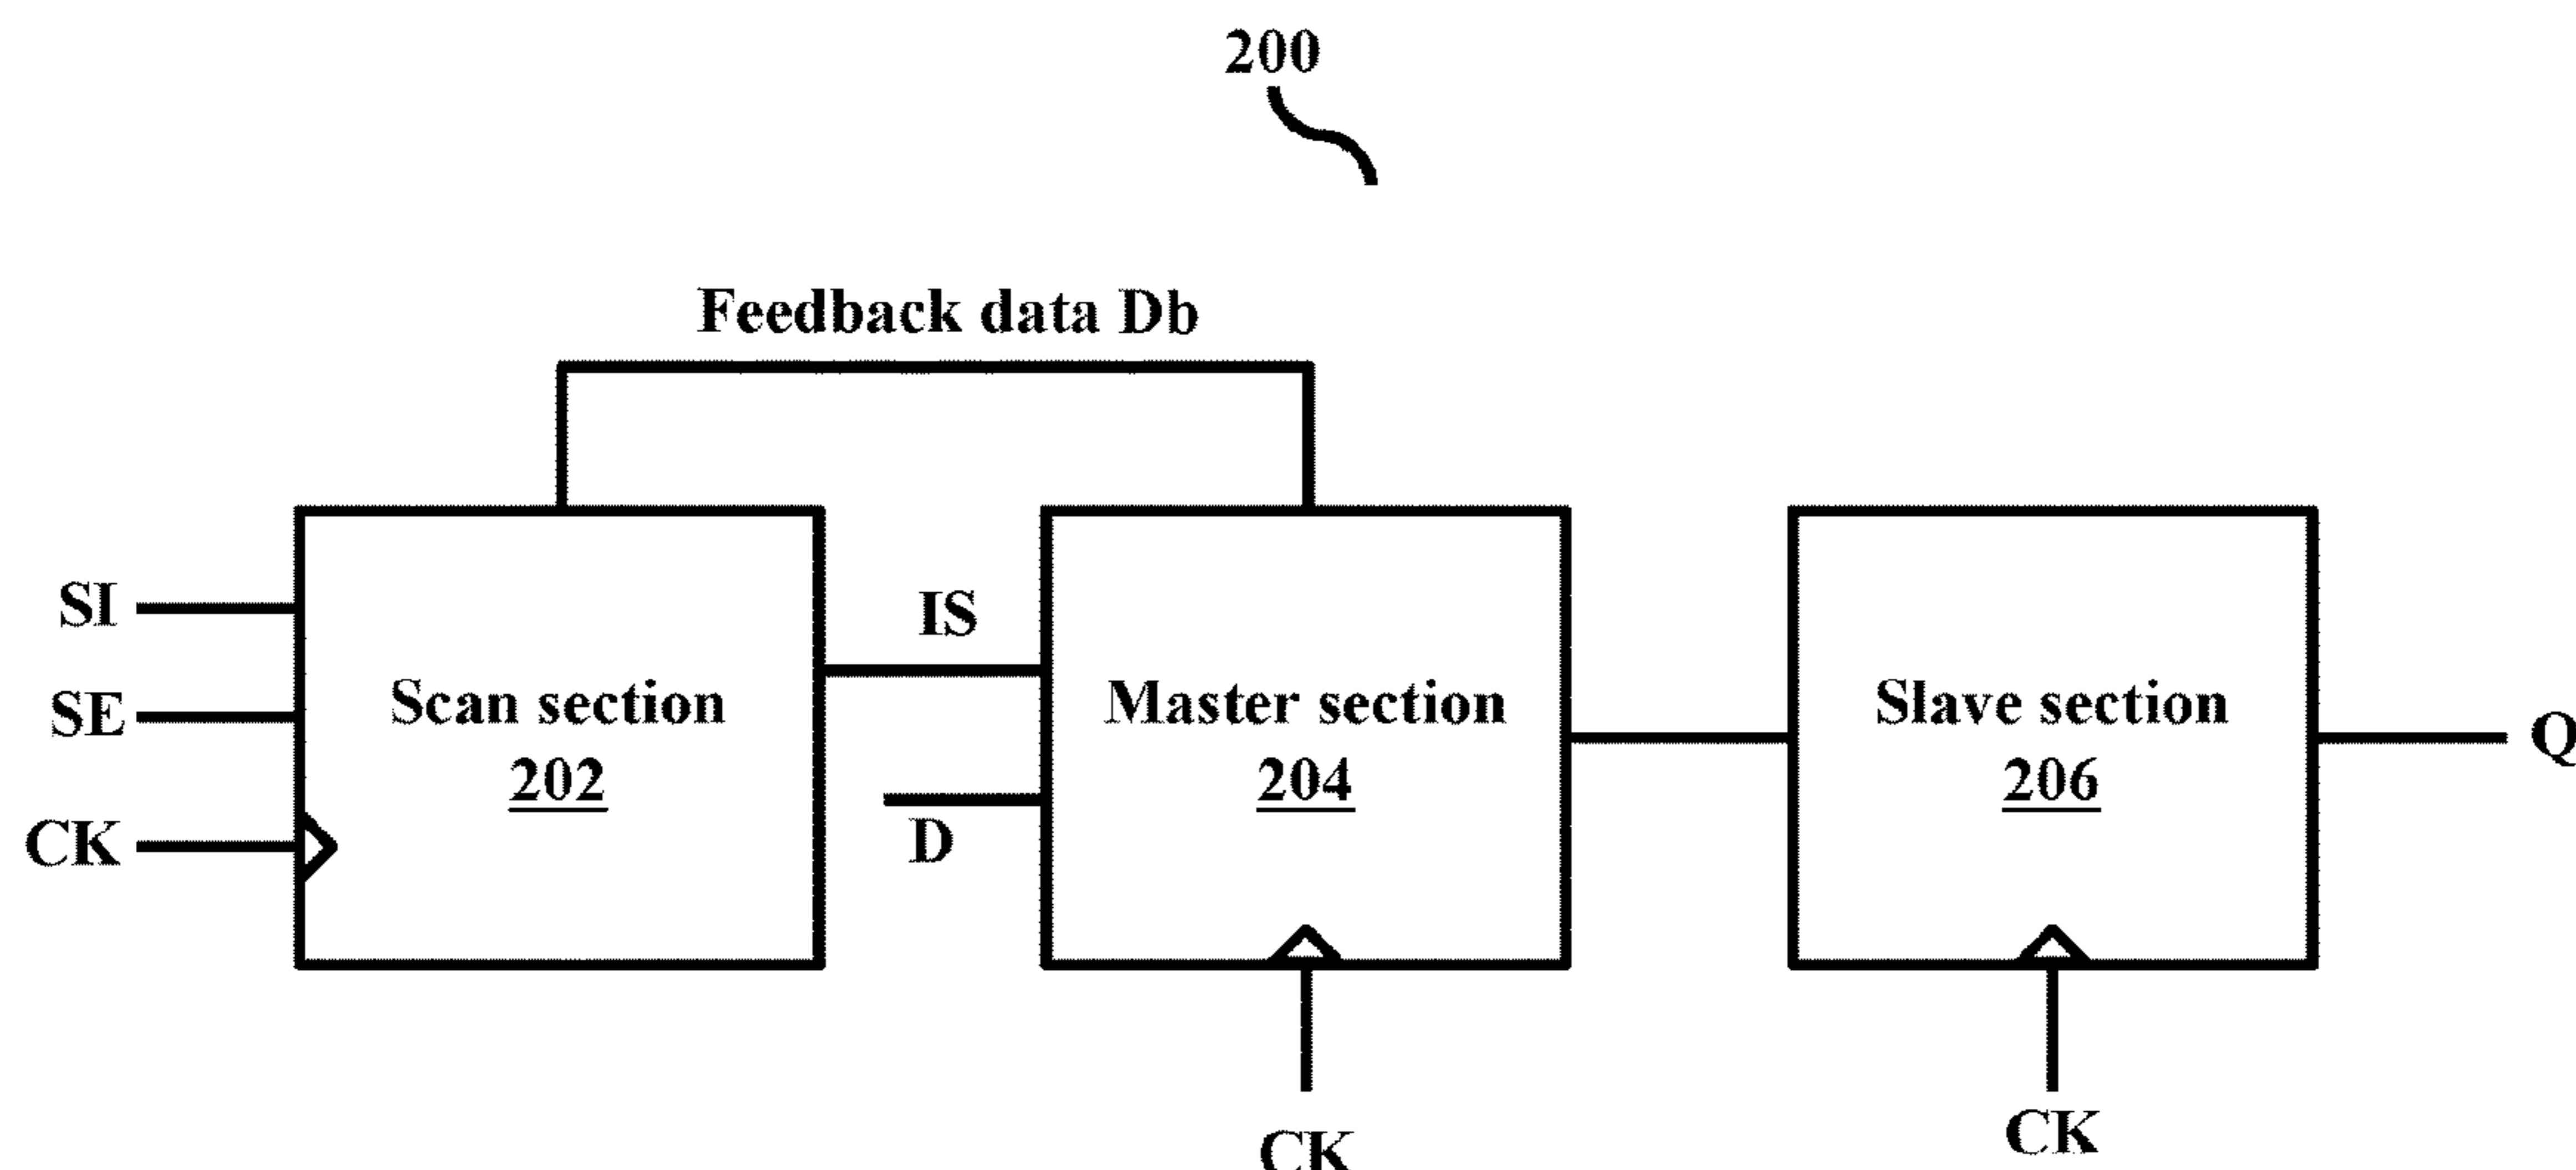 200
Feedback data Db
SI
SE
CK
Scan section
202
IS
D
Master section
204
CK
Slave section
206
CK
Q